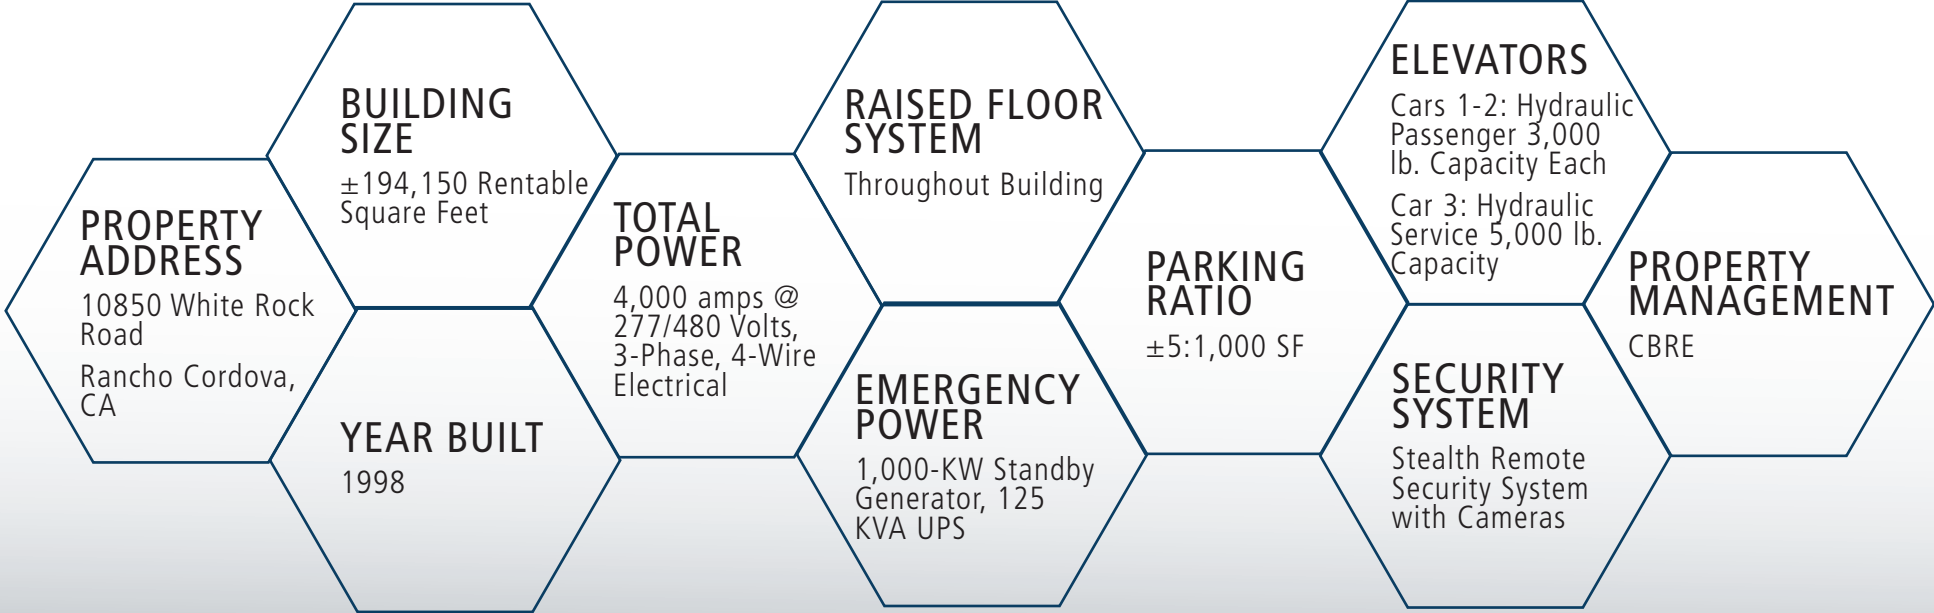 PROPERTY
ADDRESS
10850 White Rock
Road
Rancho Cordova,
CA
BUILDING
SIZE
±194,150 Rentable
Square Feet
YEAR BUILT
1998
TOTAL
POWER
4,000 amps @
277/480 Volts,
3-Phase, 4-Wire
Electrical
RAISED FLOOR
SYSTEM
Throughout Building
EMERGENCY
POWER
1,000-KW Standby
Generator, 125
KVA UPS
PARKING
RATIO
±5:1,000 SF
ELEVATORS
Cars 1-2: Hydraulic
Passenger 3,000
lb. Capacity Each
Car 3: Hydraulic
Service 5,000 lb.
Capacity
SECURITY
SYSTEM
Stealth Remote
Security System
with Cameras
PROPERTY
MANAGEMENT
CBRE